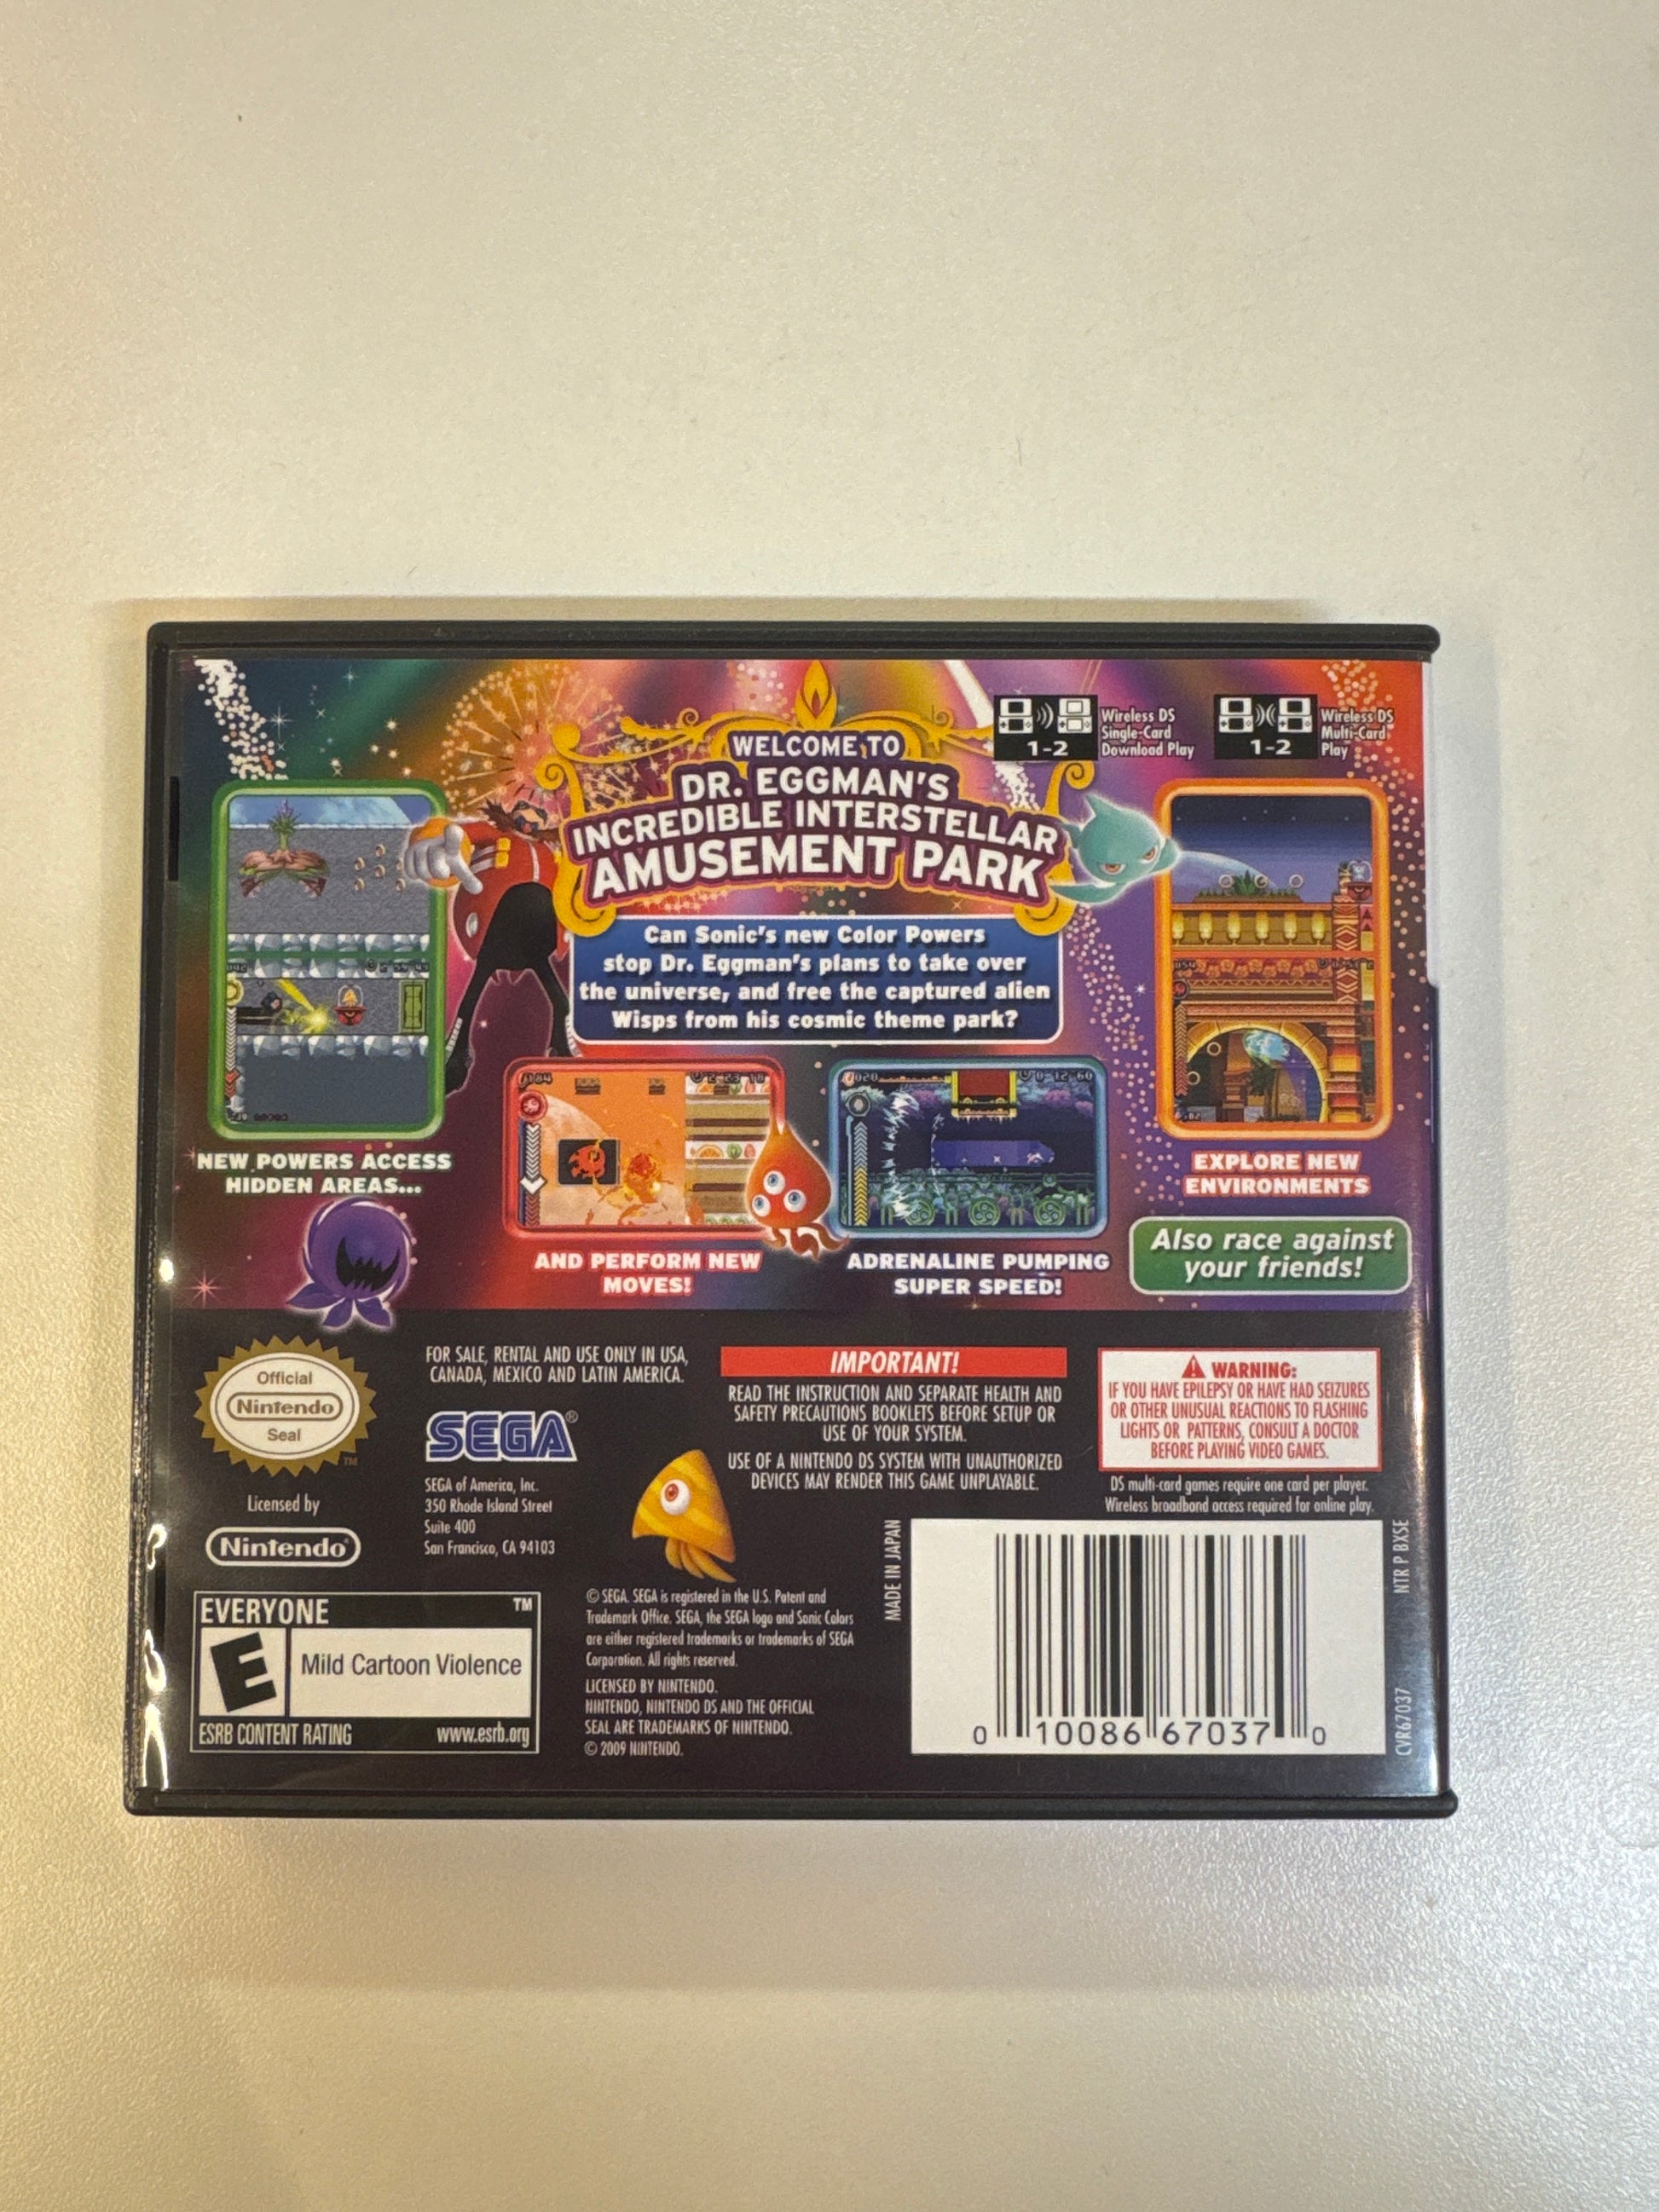 WELCOME TO
DR. EGGMAN'S
INCREDIBLE INTERSTELLAR
AMUSEMENT PARK
1-2
Wireless DS
Single-Card
Download Play
1-2
Wireless DS
Multi-Card
Play
Can Sonic's new Color Powers
stop Dr. Eggman's plans to take over
the universe, and free the captured alien
Wisps from his cosmic theme park?
NEW POWERS ACCESS
HIDDEN AREAS...
AND PERFORM NEW
MOVES!
ADRENALINE PUMPING
SUPER SPEED!
EXPLORE NEW
ENVIRONMENTS
Also race against
your friends!
Official
Nintendo
Seal
TM
Licensed by
Nintendo®
FOR SALE, RENTAL AND USE ONLY IN USA,
CANADA, MEXICO AND LATIN AMERICA.
SEGA®
SEGA of America, Inc.
350 Rhode Island Street
Suite 400
San Francisco, CA 94103
IMPORTANT!
READ THE INSTRUCTION AND SEPARATE HEALTH AND
SAFETY PRECAUTIONS BOOKLETS BEFORE SETUP OR
USE OF YOUR SYSTEM.
USE OF A NINTENDO DS SYSTEM WITH UNAUTHORIZED
DEVICES MAY RENDER THIS GAME UNPLAYABLE.
WARNING:
IF YOU HAVE EPILEPSY OR HAVE HAD SEIZURES
OR OTHER UNUSUAL REACTIONS TO FLASHING
LIGHTS OR PATTERNS, CONSULT A DOCTOR
BEFORE PLAYING VIDEO GAMES.
DS multi-card games require one card per player.
Wireless broadband access required for online play.
EVERYONE
TM
E
Mild Cartoon Violence
ESRB CONTENT RATING
www.esrb.org
© SEGA. SEGA is registered in the U.S. Patent and
Trademark Office. SEGA, the SEGA logo and Sonic Colors
are either registered trademarks or trademarks of SEGA
Corporation. All rights reserved.
LICENSED BY NINTENDO.
NINTENDO, NINTENDO DS AND THE OFFICIAL
SEAL ARE TRADEMARKS OF NINTENDO.
© 2009 NINTENDO.
MADE IN JAPAN
0 10086 67037 0
NTR P BXSE
CVR67037